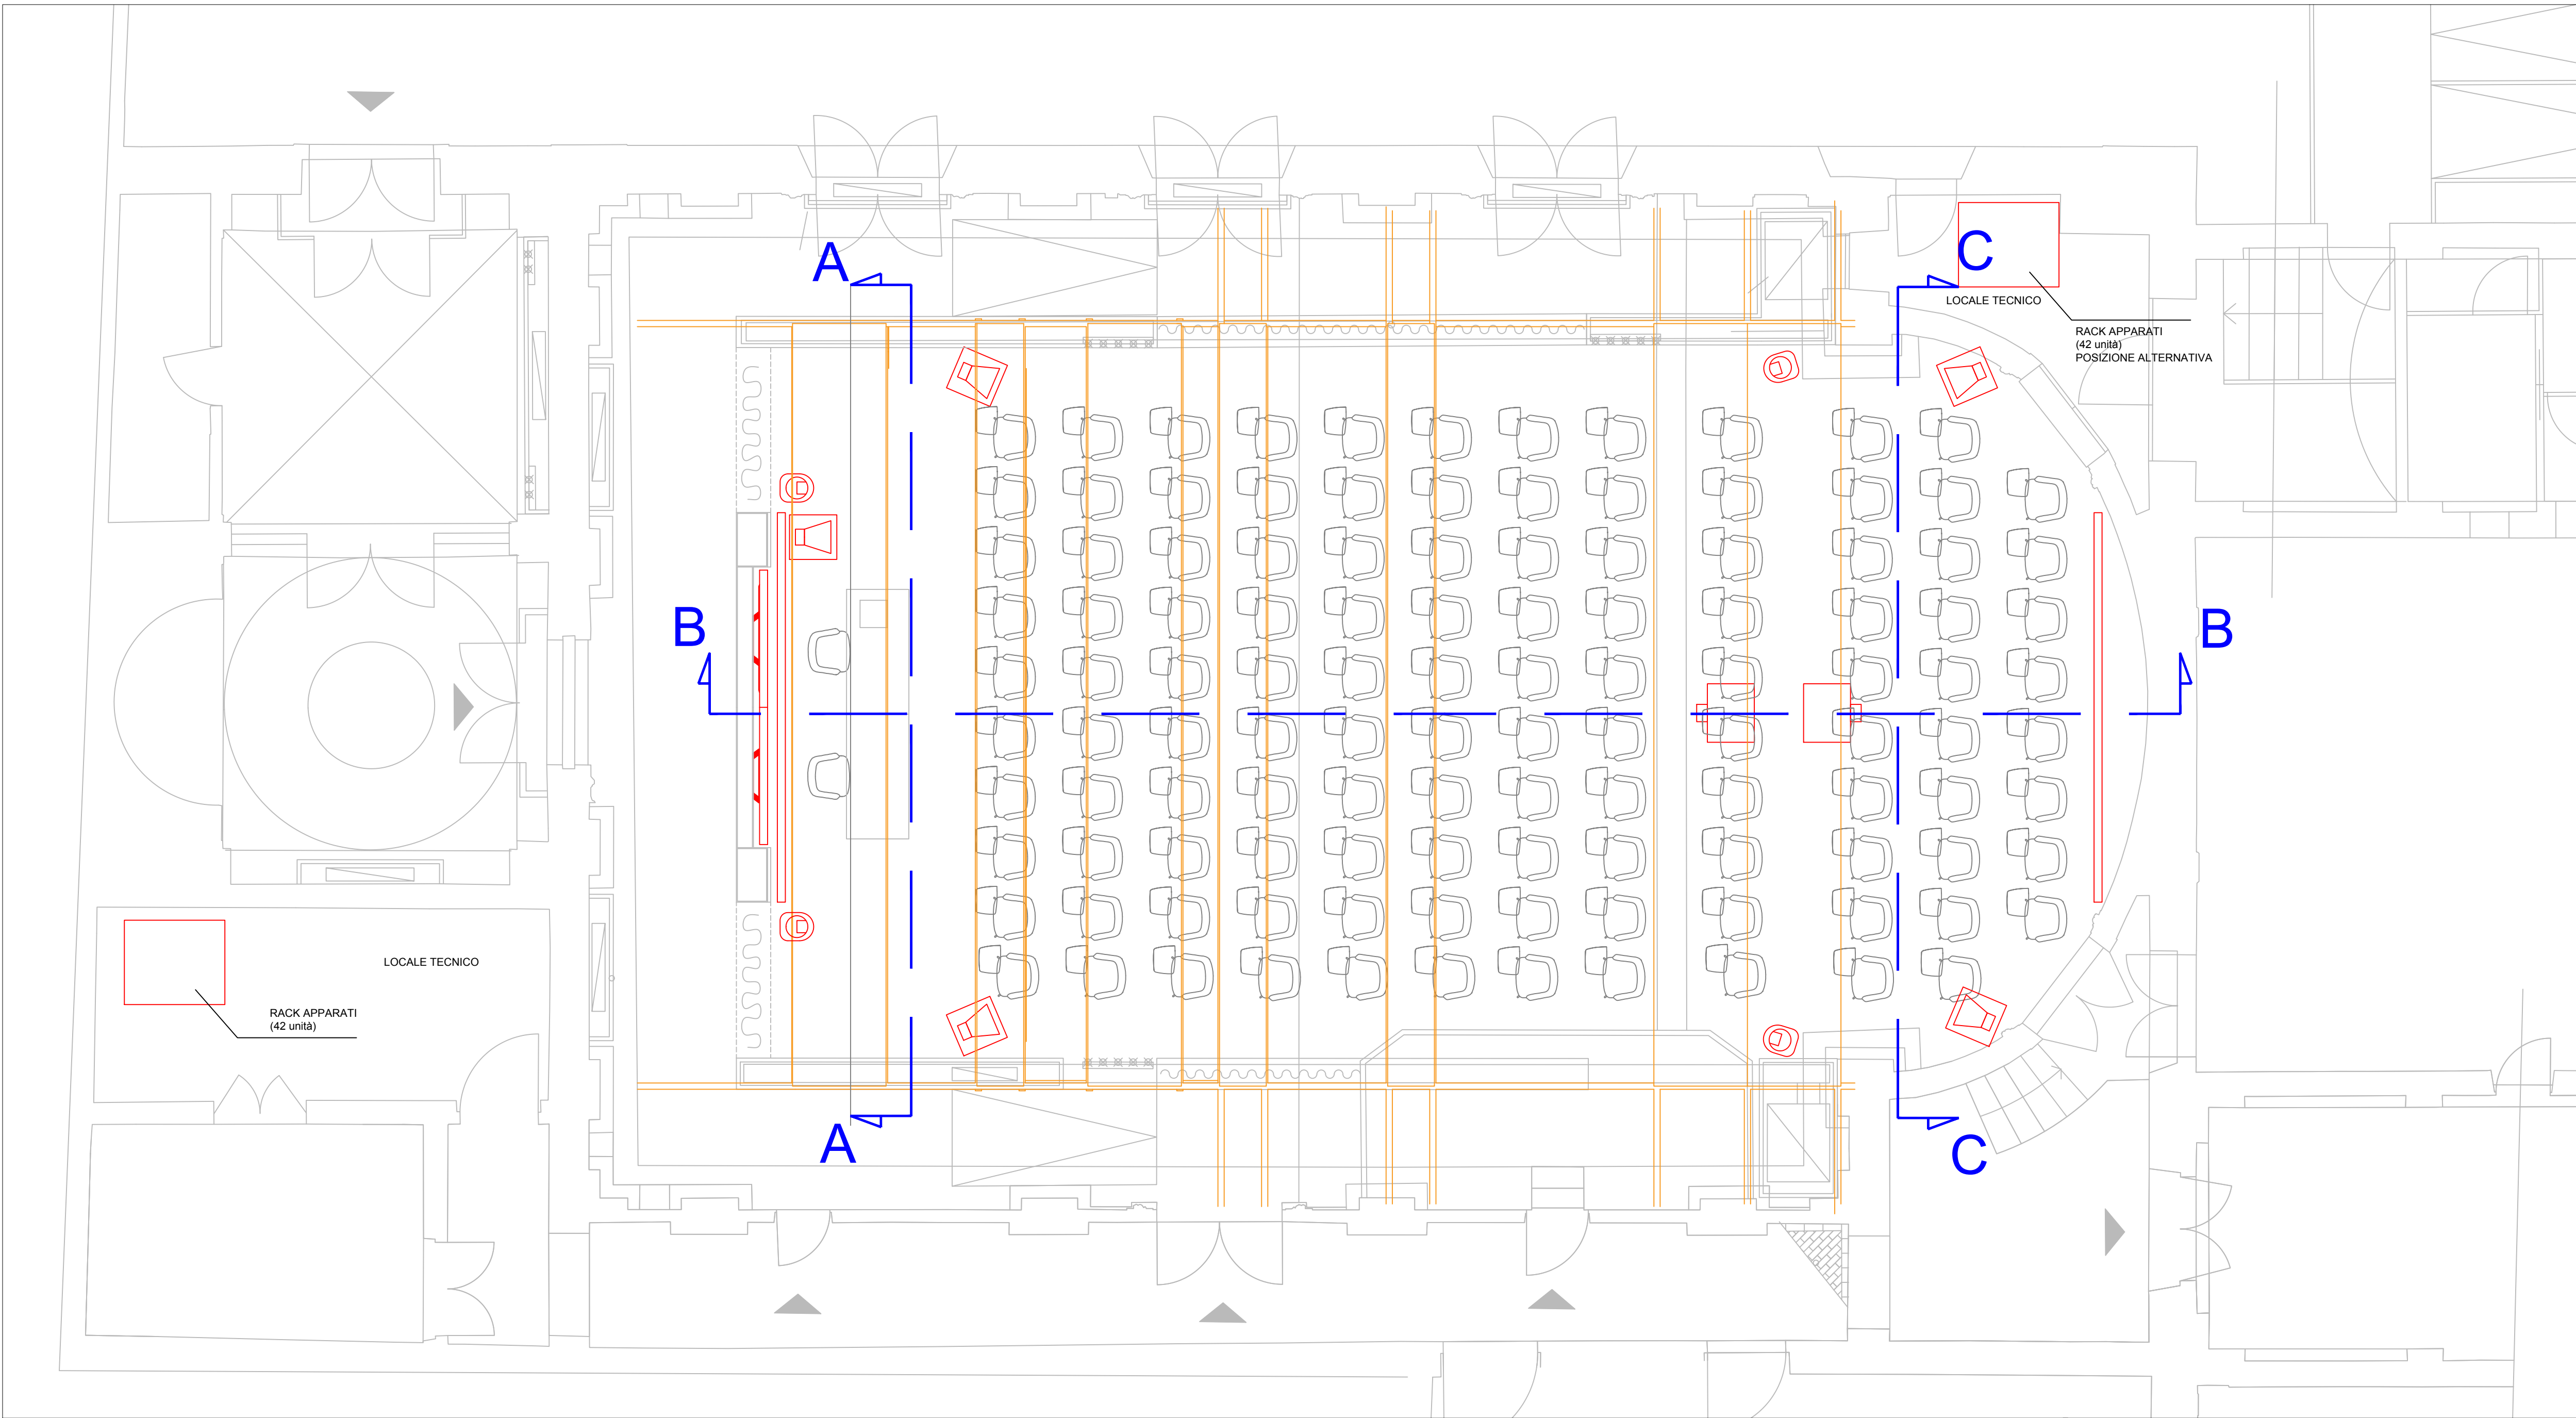 A
C
LOCALE TECNICO
RACK APPARATI
(42 unità)
POSIZIONE ALTERNATIVA
B
B
LOCALE TECNICO
RACK APPARATI
(42 unità)
A
C